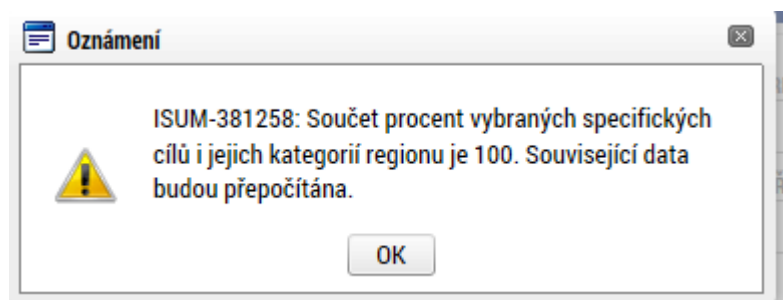 Oznámení
ISUM-381258: Součet procent vybraných specifických
cílů i jejich kategorií regionu je 100. Související data
budou přepočítána.
OK